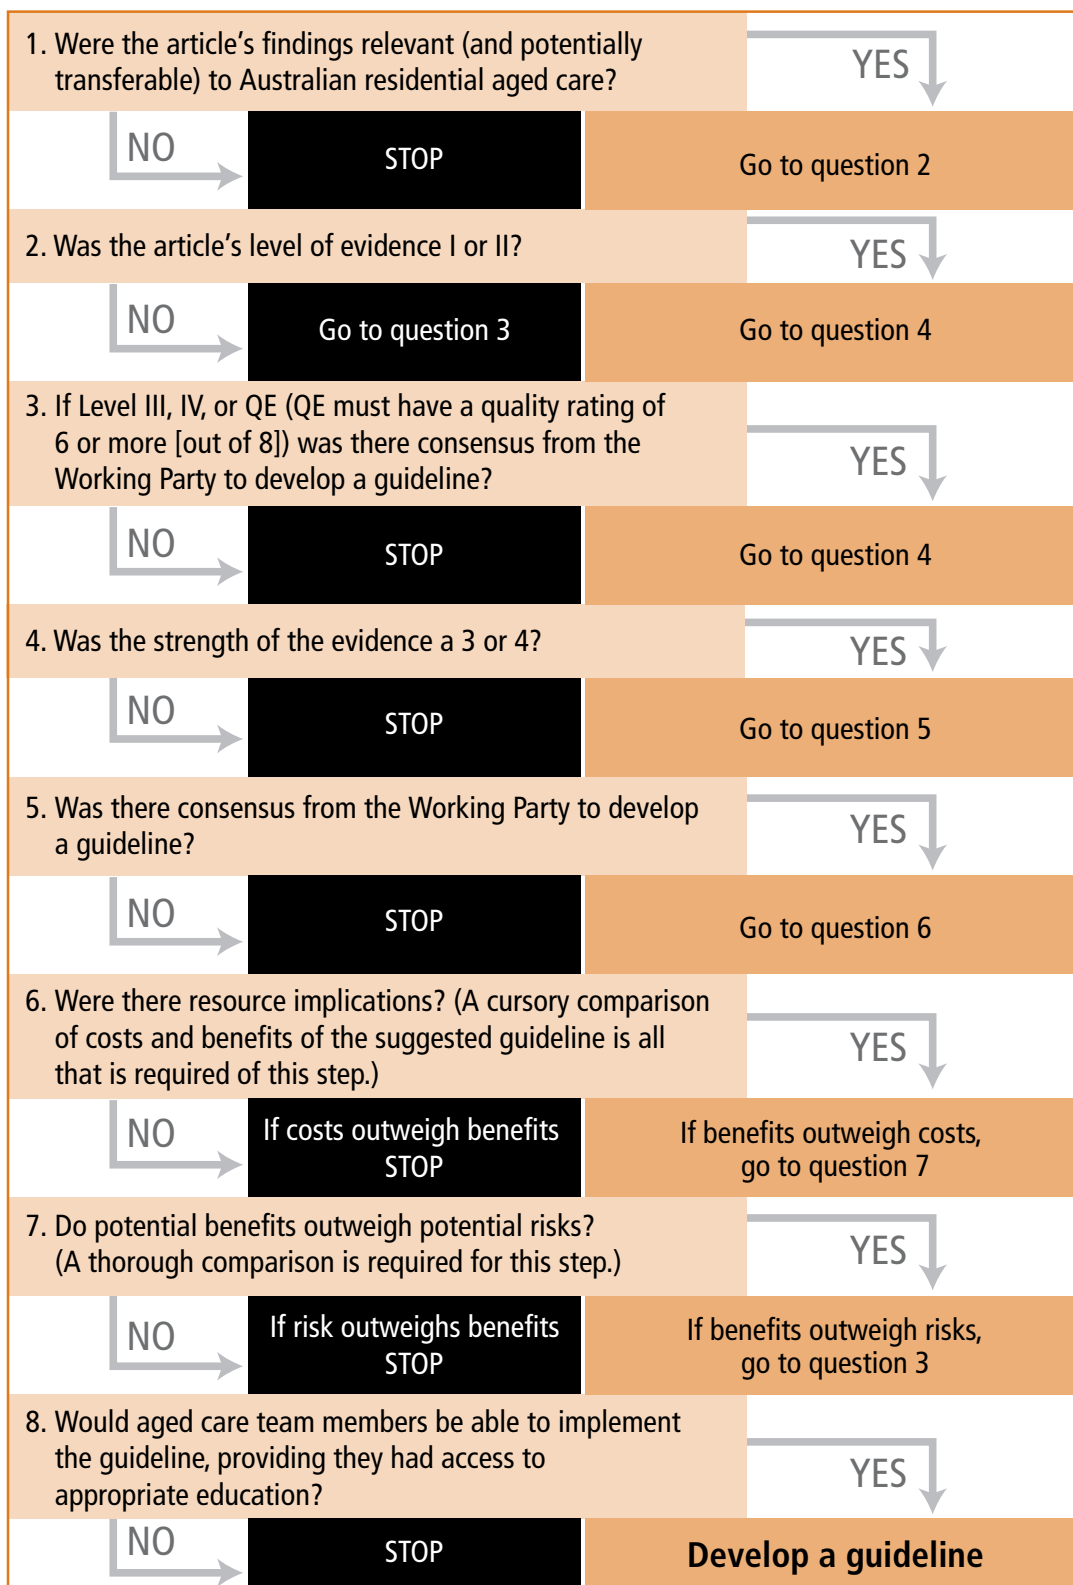 1. Were the article's findings relevant (and potentially
transferable) to Australian residential aged care?
YES
NO
STOP
Go to question 2
2. Was the article's level of evidence I or II?
YES
NO
Go to question 3
Go to question 4
3. If Level III, IV, or QE (QE must have a quality rating of
6 or more [out of 8]) was there consensus from the
Working Party to develop a guideline?
YES
NO
STOP
Go to question 4
4. Was the strength of the evidence a 3 or 4?
YES
NO
STOP
Go to question 5
5. Was there consensus from the Working Party to develop
a guideline?
YES
NO
STOP
Go to question 6
6. Were there resource implications? (A cursory comparison
of costs and benefits of the suggested guideline is all
that is required of this step.)
YES
NO
If costs outweigh benefits
STOP
If benefits outweigh costs,
go to question 7
7. Do potential benefits outweigh potential risks?
(A thorough comparison is required for this step.)
YES
NO
If risk outweighs benefits
STOP
If benefits outweigh risks,
go to question 3
8. Would aged care team members be able to implement
the guideline, providing they had access to
appropriate education?
YES
NO
STOP
Develop a guideline